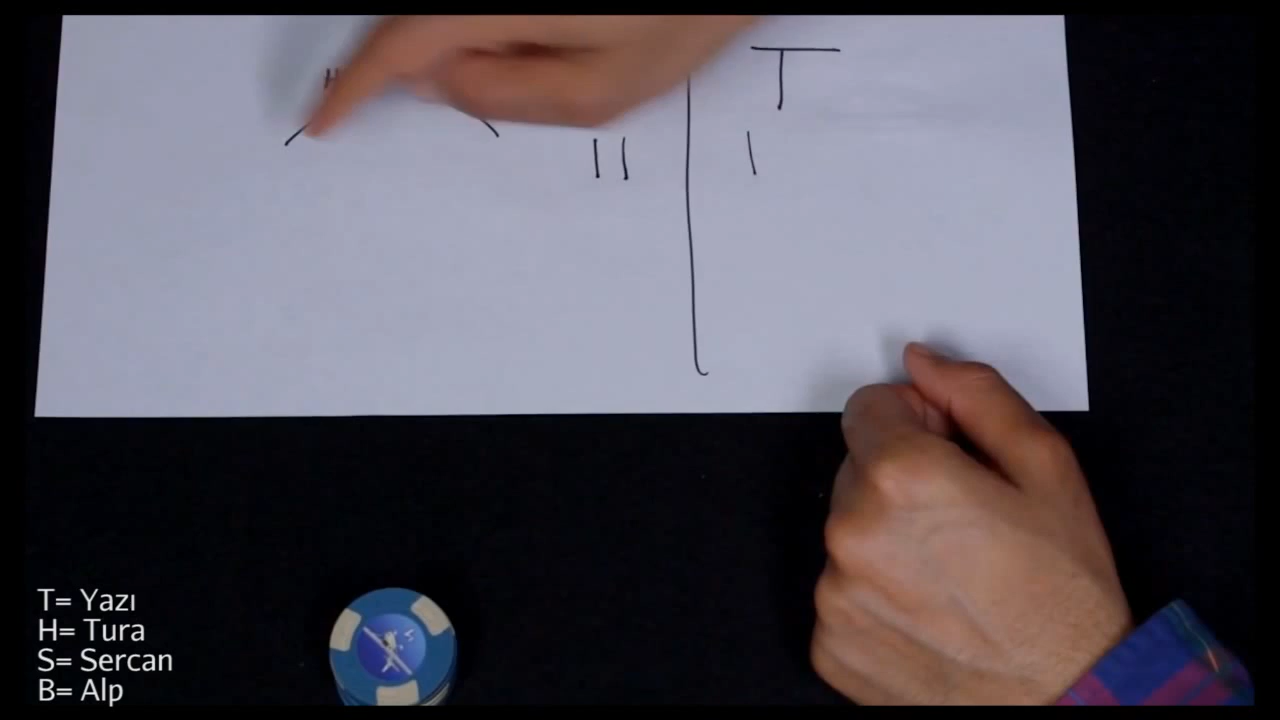 H
T
|| |
T= Yazı
H= Tura
S= Sercan
B= Alp